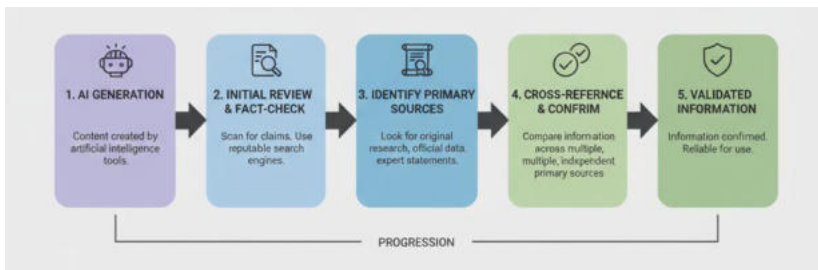 1. AI GENERATION
Content created by
artificial intelligence
tools.
2. INITIAL REVIEW
& FACT-CHECK
Scan for claims. Use
reputable search
engines.
3. IDENTIFY PRIMARY
SOURCES
Look for original
research, official data
expert statements.
4. CROSS-REFERNCE
& CONFRIM
Compare information
across multiple,
multiple, independent
primary sources
5. VALIDATED
INFORMATION
Information confirmed.
Reliable for use.
PROGRESSION